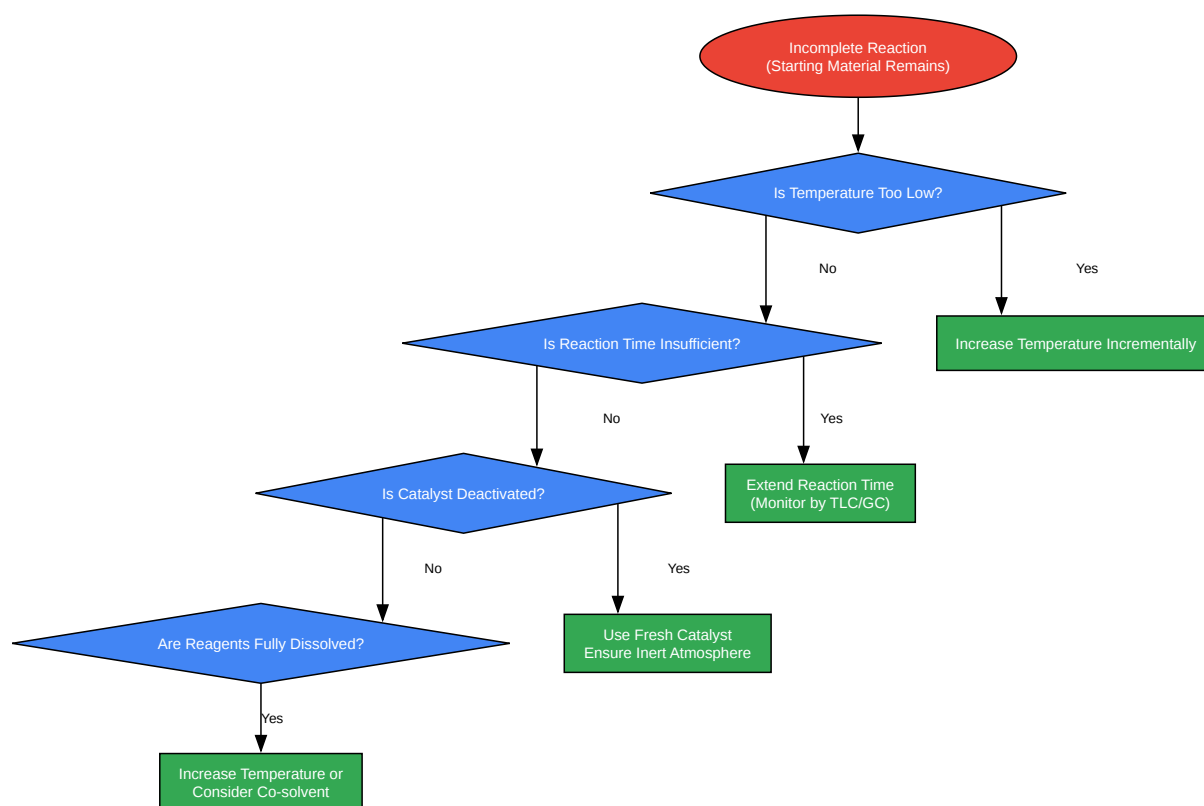 Incomplete Reaction
(Starting Material Remains)
Is Temperature Too Low?
No
Yes
Is Reaction Time Insufficient?
Increase Temperature Incrementally
No
Yes
Is Catalyst Deactivated?
Extend Reaction Time
(Monitor by TLC/GC)
No
Yes
Are Reagents Fully Dissolved?
Use Fresh Catalyst
Ensure Inert Atmosphere
Yes
Increase Temperature or
Consider Co-solvent